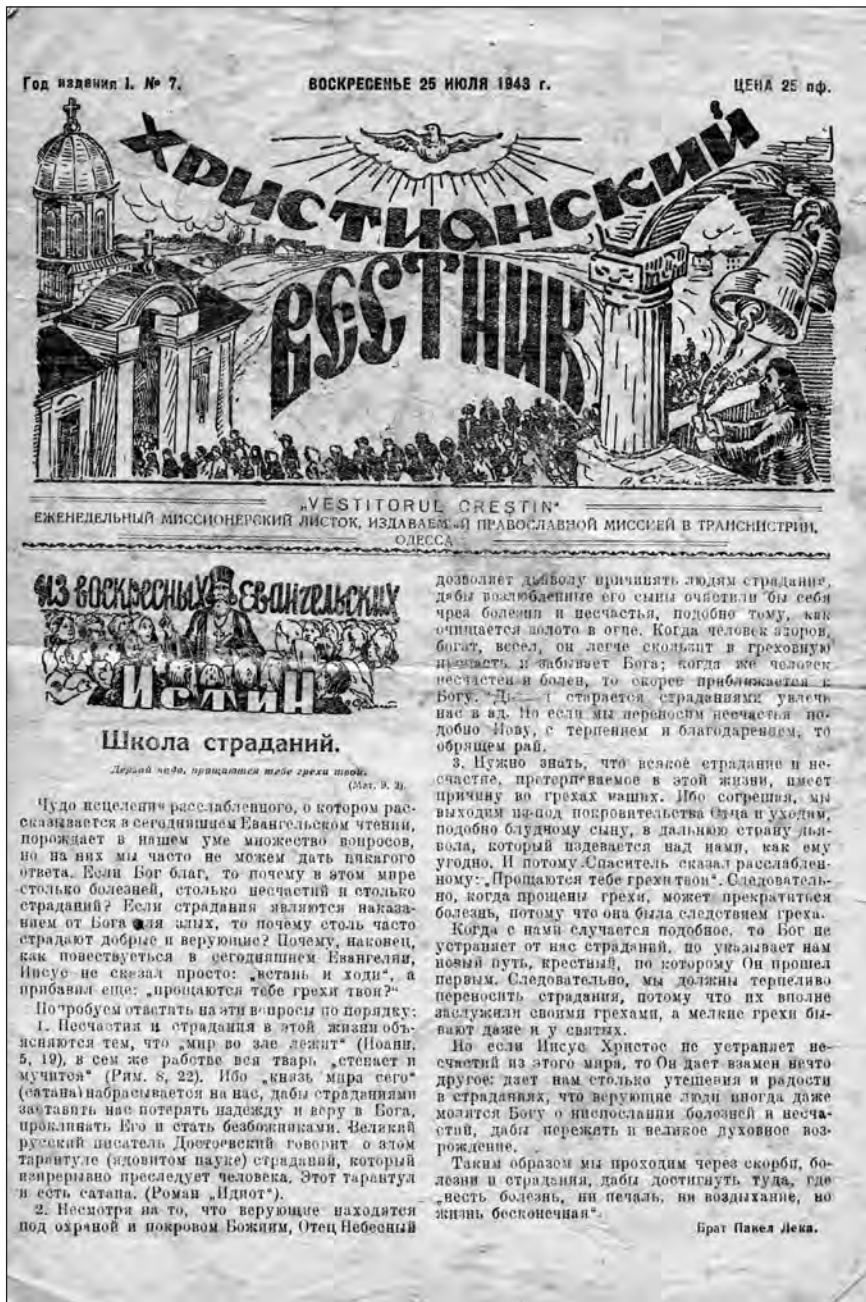 Год издания I. № 7.
ВОСКРЕСЕНЬЕ 25 ИЮЛЯ 1943 г.
ЦЕНА 25 пф.
ХРИСТИАНСКИЙ
ВЕСТНИК
„VESTITORUL CREȘTIN“
ЕЖЕНЕДЕЛЬНЫЙ МИССИОНЕРСКИЙ ЛИСТОК, ИЗДАВАЕМ Й ПРАВОСЛАВНОЙ МИССИЕЙ В ТРАНСНИСТРИИ,
ОДЕССА
ИЗ ВОСКРЕСНЫХ ЕВАНГЕЛЬСКИХ
ИСТИН
Школа страданий.
Дерзай чадо, прощаются тебе грехи твои.
(Мат. 9. 2).
Чудо исцеления расслабленного, о котором рас-
сказывается в сегодняшнем Евангельском чтении,
порождает в нашем уме множество вопросов,
но на них мы часто не можем дать никагого
ответа. Если Бог благ, то почему в этом мире
столько болезней, столько несчастий и столько
страданий? Если страдания являются наказа-
нием от Бога для злых, то почему столь часто
страдают добрые и верующие? Почему, наконец,
как повествуеться в сегодняшнем Евангелии,
Иисус не сказал просто: „встань и ходи“, а
прибавил еще: „прощаются тебе грехи твои?“
Попробуем ответить на эти вопросы по порядку:
1. Несчастия и страдания в этой жизни объ-
ясняются тем, что „мир во зле лежит“ (Иоанн.
5, 19), в сем же рабстве вся тварь „стенает и
мучится“ (Рим. 8, 22). Ибо „князь мира сего“
(сатана) набрасывается на нас, дабы страданиями
заставить нас потерять надежду и веру в Бога,
проклинать Его и стать безбожниками. Великий
русский писатель Достоевский говорит о злом
тарантуле (ядовитом пауке) страданий, который
непрерывно преследует человека. Этот тарантул
и есть сатана. (Роман „Идиот“).
2. Несмотря на то, что верующие находятся
под охраной и покровом Божиим, Отец Небесный
дозволяет дьяволу причинять людям страдание,
дабы возлюбленные его сыны очистили бы себя
чрез болезни и несчастья, подобно тому, как
очищается золото в огне. Когда человек здоров,
богат, весел, он легче скользит в греховную
пропасть и забывает Бога; когда же человек
несчастен и болен, то скорее приближается к
Богу. старается страданиями увлечь
нас в ад. Но если мы переносим несчастья по-
добно Иову, с терпением и благодарением, то
обрящем рай.
3. Нужно знать, что всякое страдание и не-
счастие, претерпеваемое в этой жизни, имеет
причину во грехах наших. Ибо согрешая, мы
выходим из-под покровительства Отца и уходим,
подобно блудному сыну, в дальнюю страну дья-
вола, который издевается над нами, как ему
угодно. И потому Спаситель сказал расслаблен-
ному: „Прощаются тебе грехи твои“. Следователь-
но, когда прощены грехи, может прекратиться
болезнь, потому что она была следствием греха.
Когда с нами случается подобное, то Бог не
устраняет от нас страданий, но указывает нам
новый путь, крестный, по которому Он прошел
первым. Следовательно, мы должны терпеливо
переносить страдания, потому что их вполне
заслужили своими грехами, а мелкие грехи бы-
вают даже и у святых.
Но если Иисус Христос не устраняет не-
счастий из этого мира, то Он дает взамен нечто
другое: дает нам столько утешения и радости
в страданиях, что верующие люди иногда даже
молятся Богу о ниспослании болезней и несча-
стий, дабы пережить и великое духовное воз-
рождение.
Таким образом мы проходим через скорби, бо-
лезни и страдания, дабы достигнуть туда, где
„несть болезнь, ни печаль, ни воздыхание, но
жизнь бесконечная“.
Брат Павел Лека.